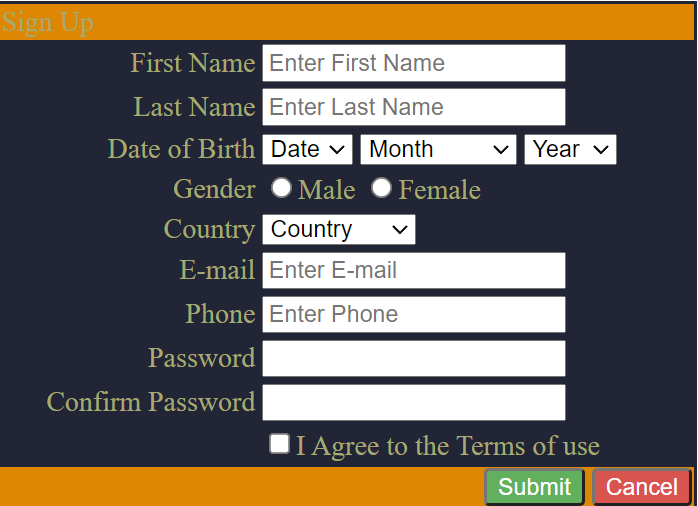 Sign Up
First Name Enter First Name
Last Name Enter Last Name
Date of Birth Date Month Year
Gender Male Female
Country Country
E-mail Enter E-mail
Phone Enter Phone
Password
Confirm Password
I Agree to the Terms of use
Submit Cancel